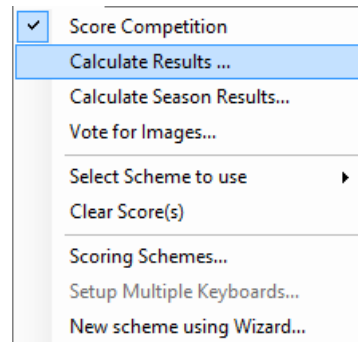 Score Competition
Calculate Results ...
Calculate Season Results...
Vote for Images...
Select Scheme to use
Clear Score(s)
Scoring Schemes...
Setup Multiple Keyboards...
New scheme using Wizard...